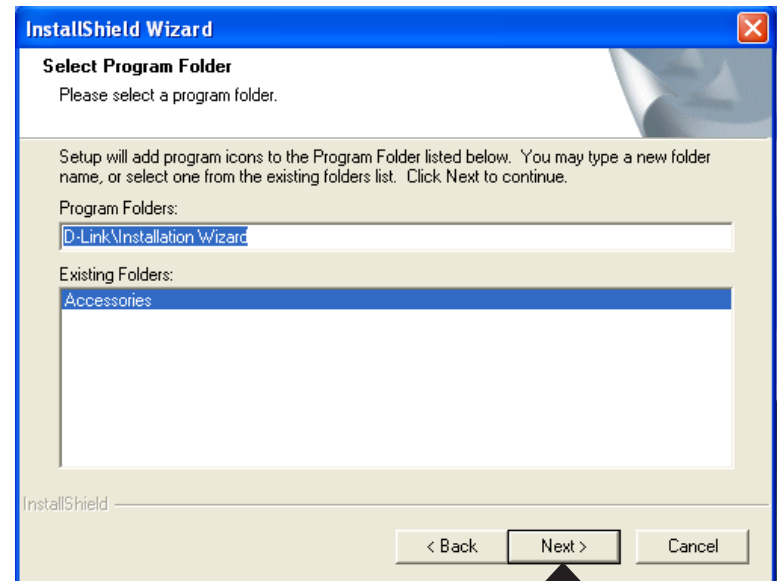 InstallShield Wizard
Select Program Folder
Please select a program folder.
Setup will add program icons to the Program Folder listed below. You may type a new folder
name, or select one from the existing folders list. Click Next to continue.
Program Folders:
D-Link\Installation Wizard
Existing Folders:
Accessories
InstallShield
< Back Next > Cancel